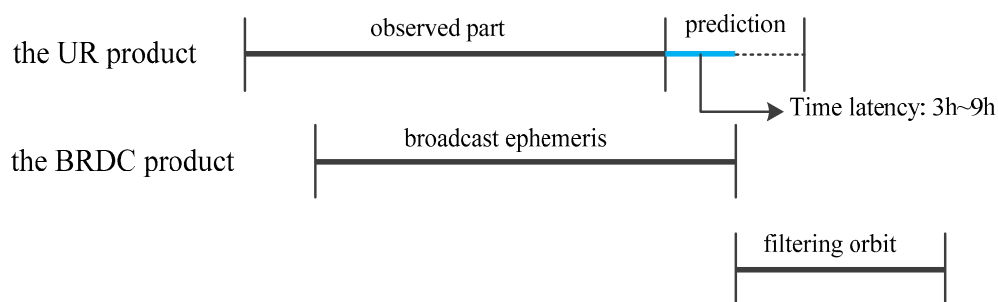 observed part
prediction
the UR product
Time latency: 3h~9h
broadcast ephemeris
the BRDC product
filtering orbit